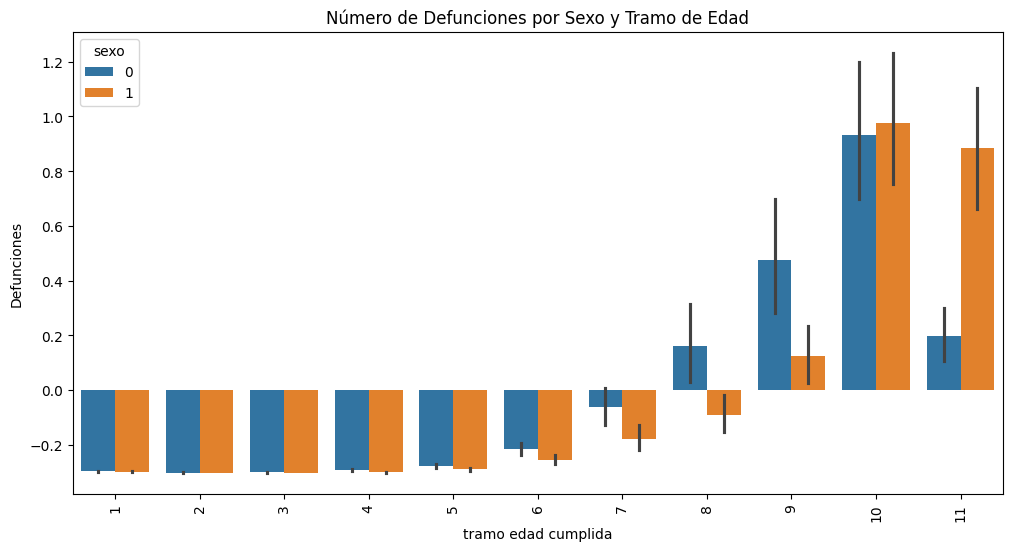 Número de Defunciones por Sexo y Tramo de Edad
sexo
0
1
Defunciones
1.2
1.0
0.8
0.6
0.4
0.2
0.0
−0.2
1 2 3 4 5 6 7 8 9 10 11
tramo edad cumplida